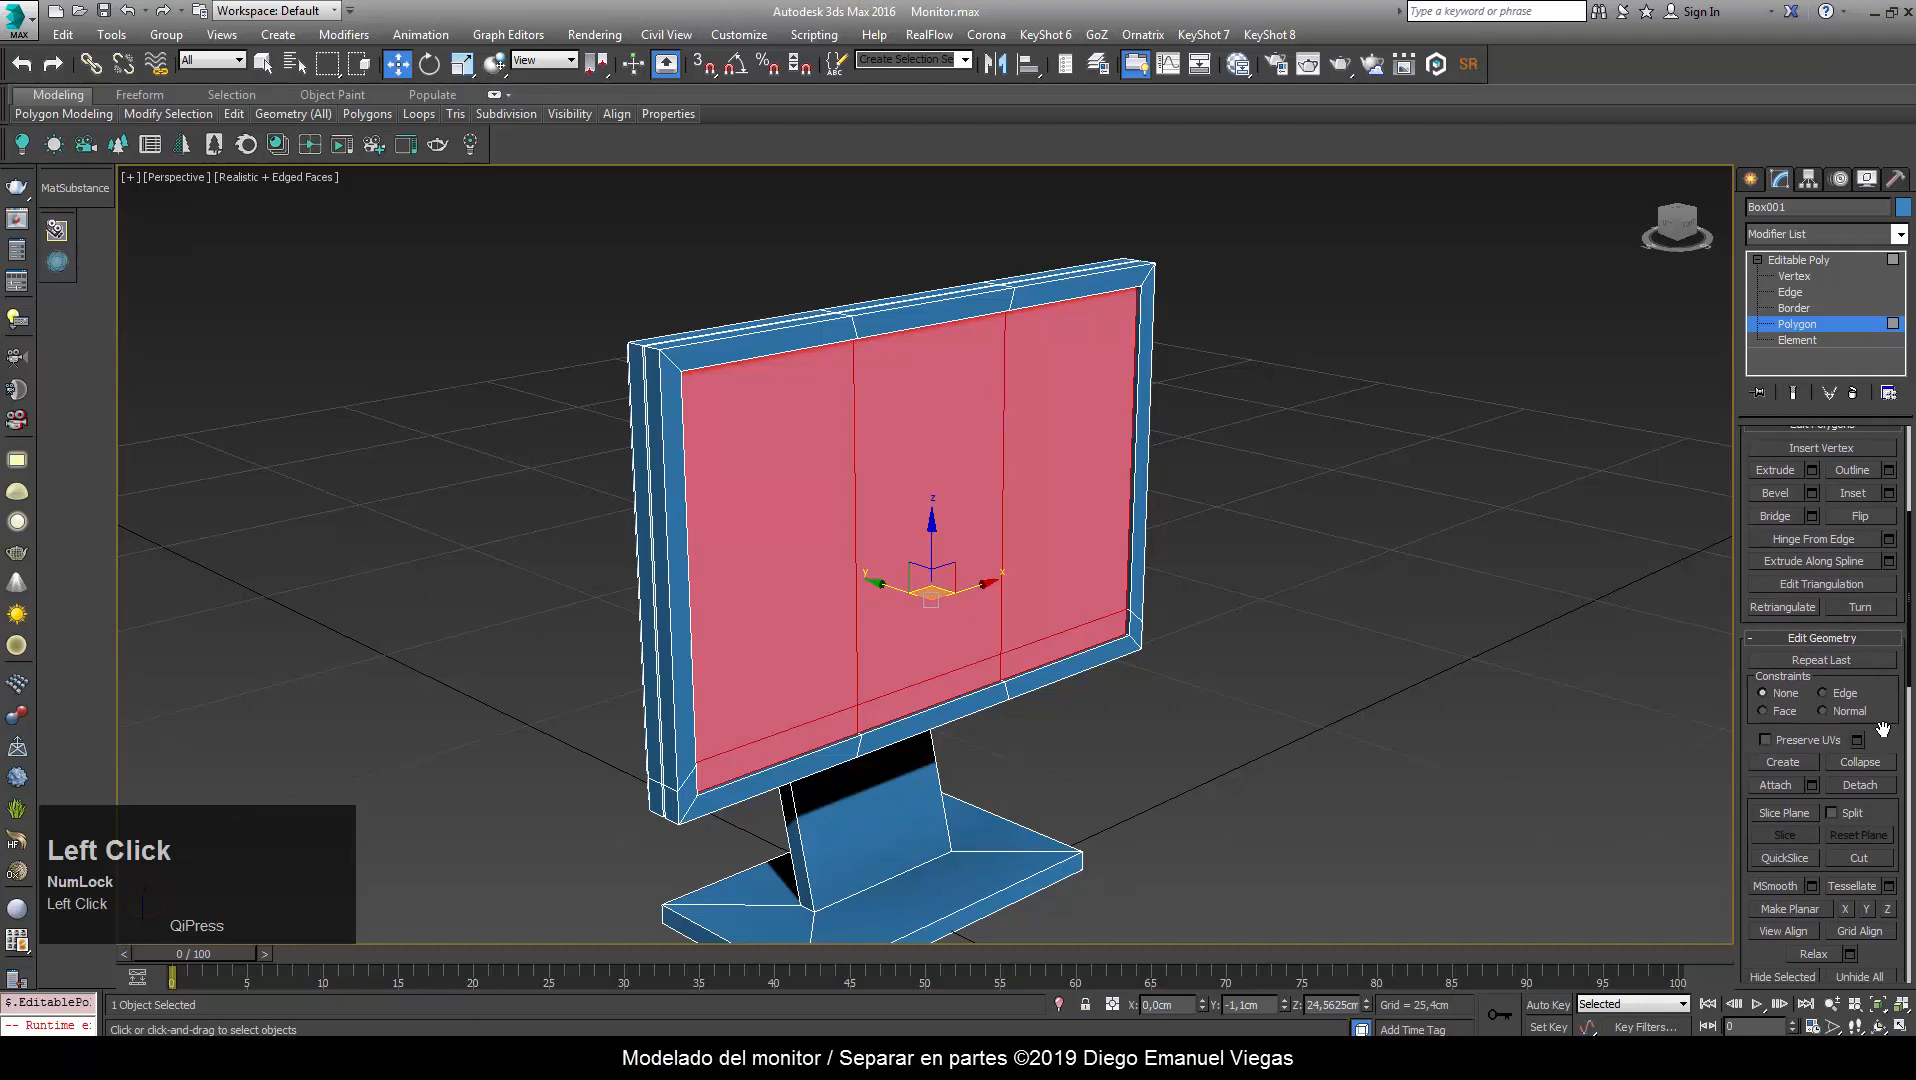 Workspace: Default
Autodesk 3ds Max 2016 Monitor.max
Type a keyword or phrase
Sign In
MAX
Edit Tools Group Views Create Modifiers Animation Graph Editors Rendering Civil View Customize Scripting Help RealFlow Corona KeyShot 6 GoZ Ornatrix KeyShot 7 KeyShot 8
All
View
Create Selection Se
SR
Modeling Freeform Selection Object Paint Populate
Polygon Modeling Modify Selection Edit Geometry (All) Polygons Loops Tris Subdivision Visibility Align Properties
MatSubstance
[+] [Perspective ] [Realistic + Edged Faces ]
Box001
Modifier List
Editable Poly
Vertex
Edge
Border
Polygon
Element
Edit Polygons
Insert Vertex
Extrude Outline
Bevel Inset
Bridge Flip
Hinge From Edge
Extrude Along Spline
Edit Triangulation
Retriangulate Turn
- Edit Geometry
Repeat Last
Constraints
None Edge
Face Normal
Preserve UVs
Create Collapse
Attach Detach
Slice Plane Split
Slice Reset Plane
QuickSlice Cut
MSmooth Tessellate
Make Planar X Y Z
View Align Grid Align
Relax
Hide Selected Unhide All
z
y
x
Left Click
NumLock
Left Click
QiPress
HF
< 0 / 100 >
0 5 10 15 20 25 30 35 40 45 50 55 60 65 70 75 80 85 90 95 100
$.EditablePo
-- Runtime e:
1 Object Selected
Click or click-and-drag to select objects
X: 0,0cm Y: -1,1cm Z: 24,5625cm Grid = 25,4cm
Add Time Tag
Auto Key Selected
Set Key Key Filters...
0
Modelado del monitor / Separar en partes ©2019 Diego Emanuel Viegas